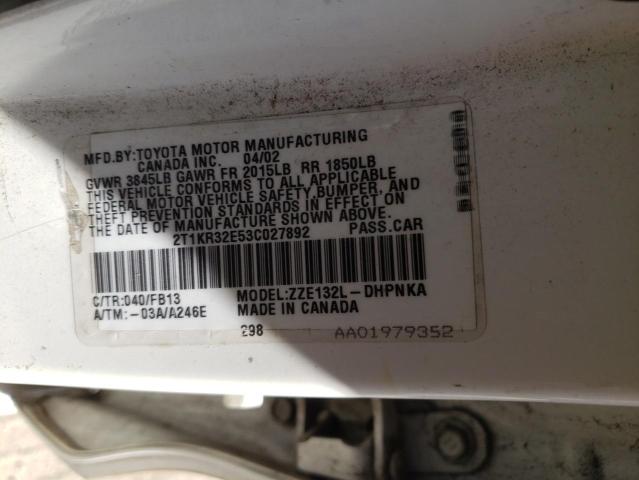 MFD.BY:TOYOTA MOTOR MANUFACTURING
CANADA INC. 04/02
GVWR 3845LB GAWR FR 2015LB RR 1850LB
THIS VEHICLE CONFORMS TO ALL APPLICABLE
FEDERAL MOTOR VEHICLE SAFETY BUMPER, AND
THEFT PREVENTION STANDARDS IN EFFECT ON
THE DATE OF MANUFACTURE SHOWN ABOVE.
2T1KR32E53C027892 PASS.CAR
C/TR:040/FB13 MODEL:ZZE132L-DHPNKA
A/TM:-03A/A246E MADE IN CANADA
298 AA01979352